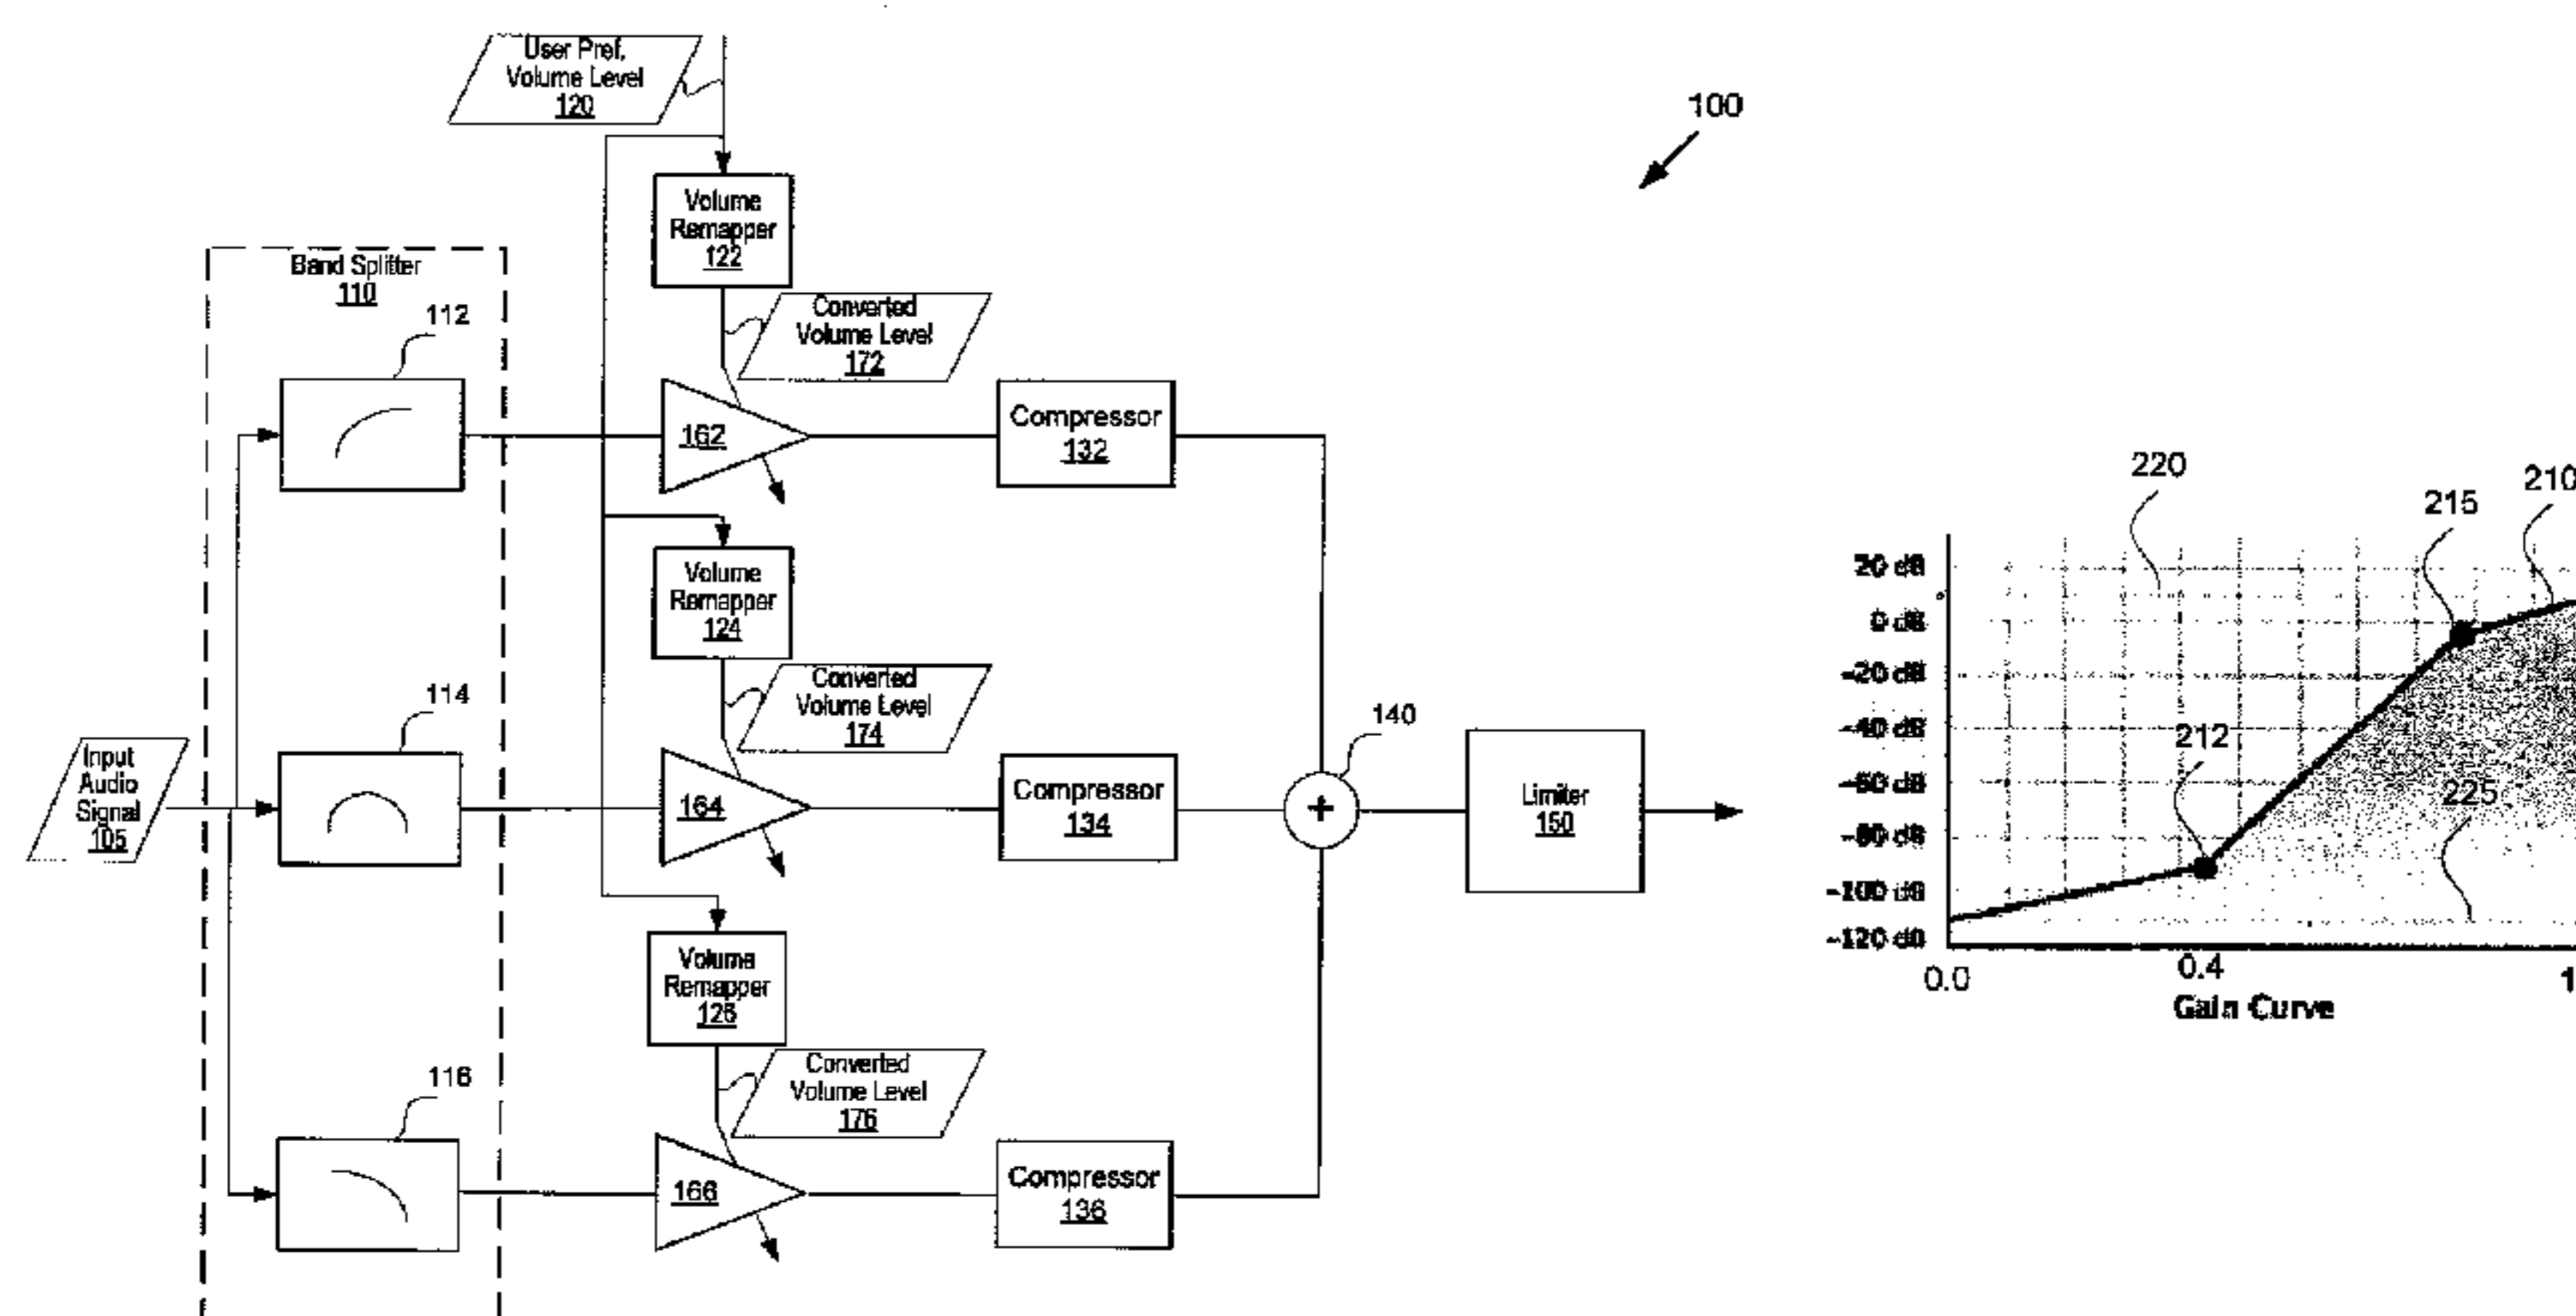 User Pref.
Volume Level
120
100
Volume
Remapper
122
Band Splitter
110
112
Converted
Volume Level
172
162
Compressor
132
220
215
210
Volume
Remapper
124
20 dB
0 dB
-20 dB
-40 dB
-60 dB
-80 dB
-100 dB
-120 dB
212
225
0.0
0.4
1
Gain Curve
114
Converted
Volume Level
174
Input
Audio
Signal
105
164
Compressor
134
140
+
Limiter
150
Volume
Remapper
126
116
Converted
Volume Level
176
166
Compressor
136